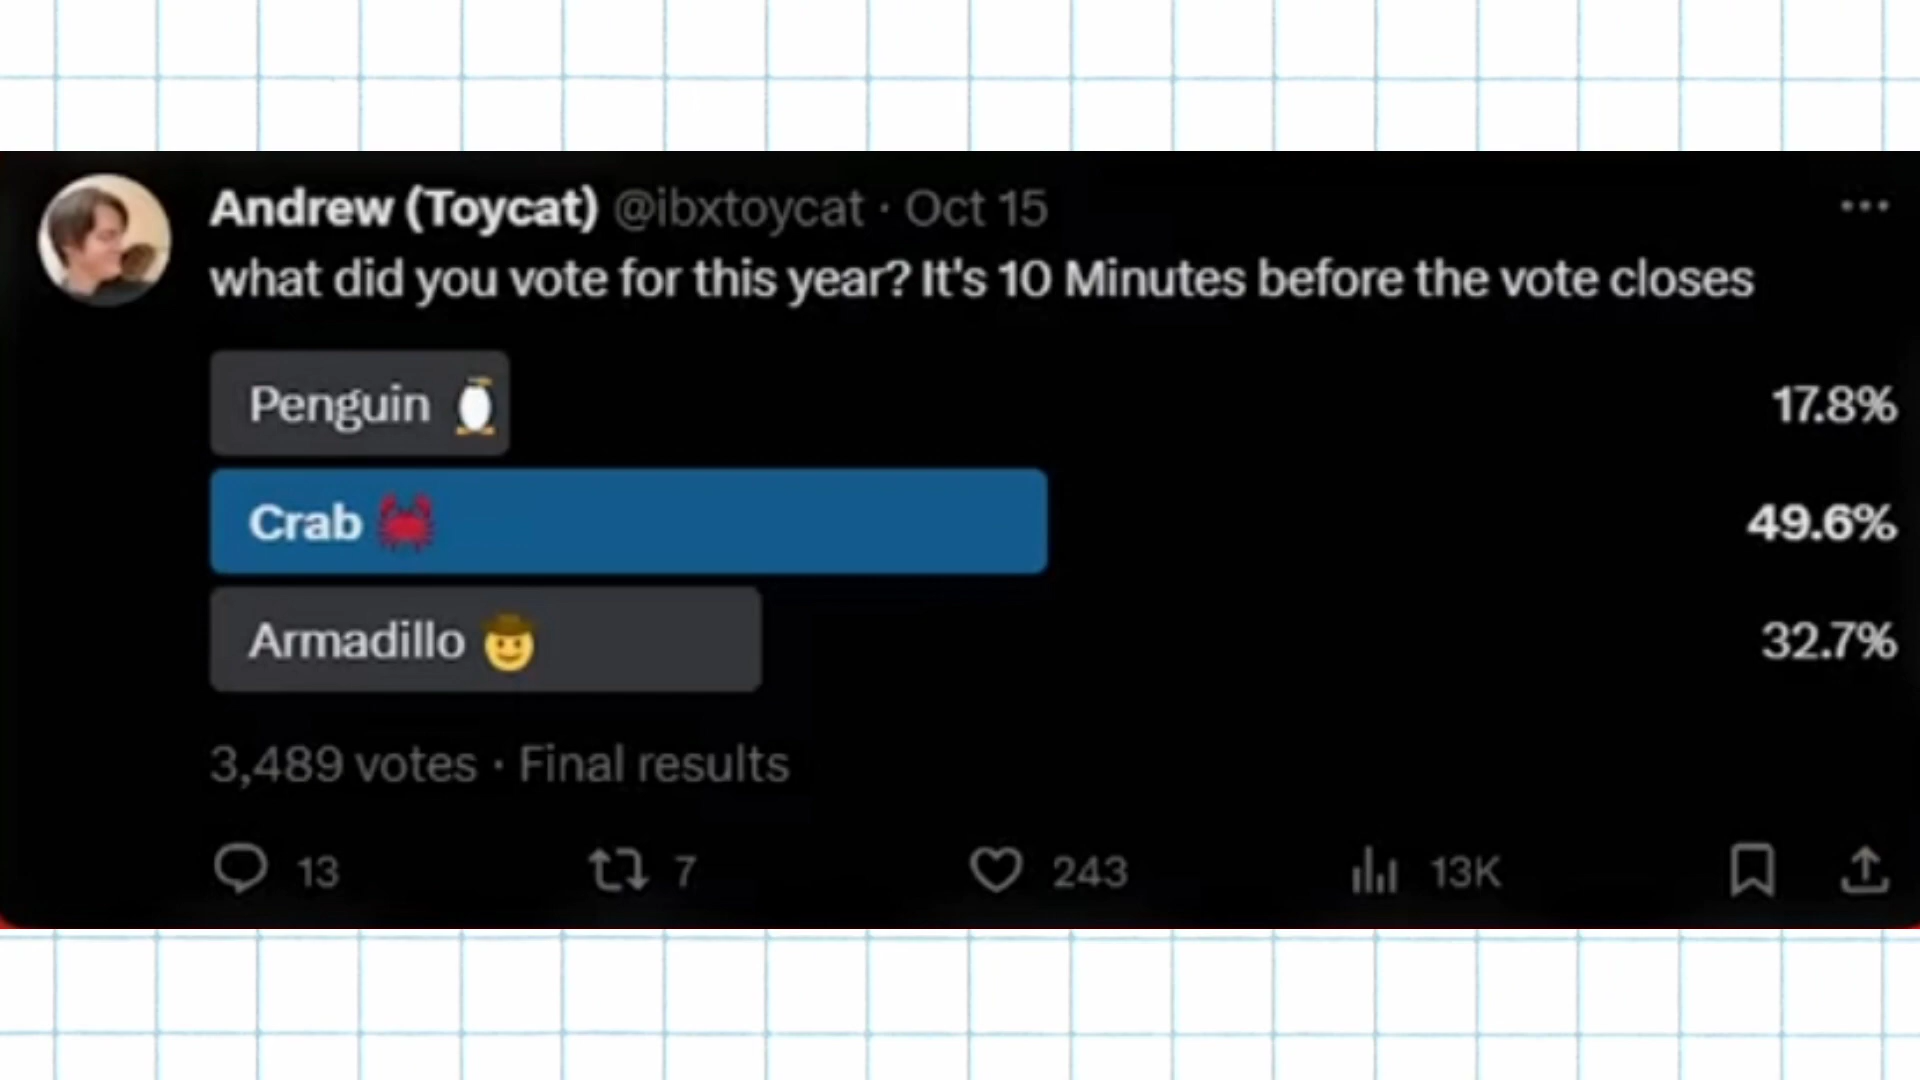 Andrew (Toycat) @ibxtoycat · Oct 15
what did you vote for this year? It's 10 Minutes before the vote closes
Penguin 🐧 17.8%
Crab 🦀 49.6%
Armadillo 🤠 32.7%
3,489 votes · Final results
13 7 243 13K